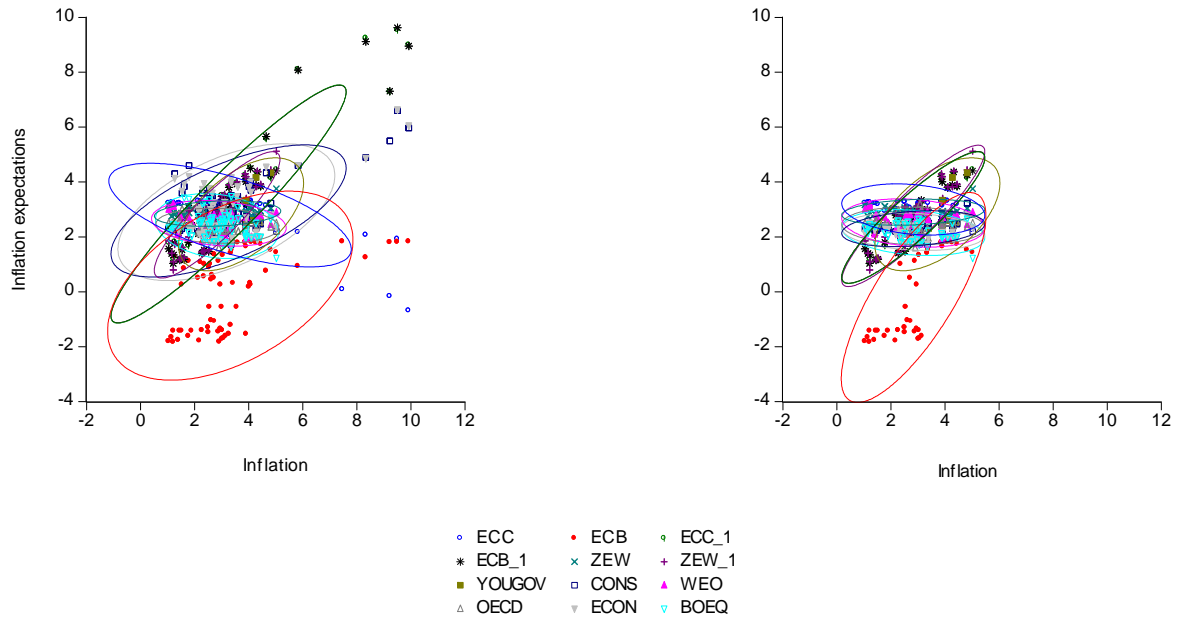 10
8
6
4
2
0
-2
-4
-2 0 2 4 6 8 10 12
Inflation expectations
Inflation
10
8
6
4
2
0
-2
-4
-2 0 2 4 6 8 10 12
Inflation
ECC ECB ECC_1
ECB_1 ZEW ZEW_1
YOUGOV CONS WEO
OECD ECON BOEQ